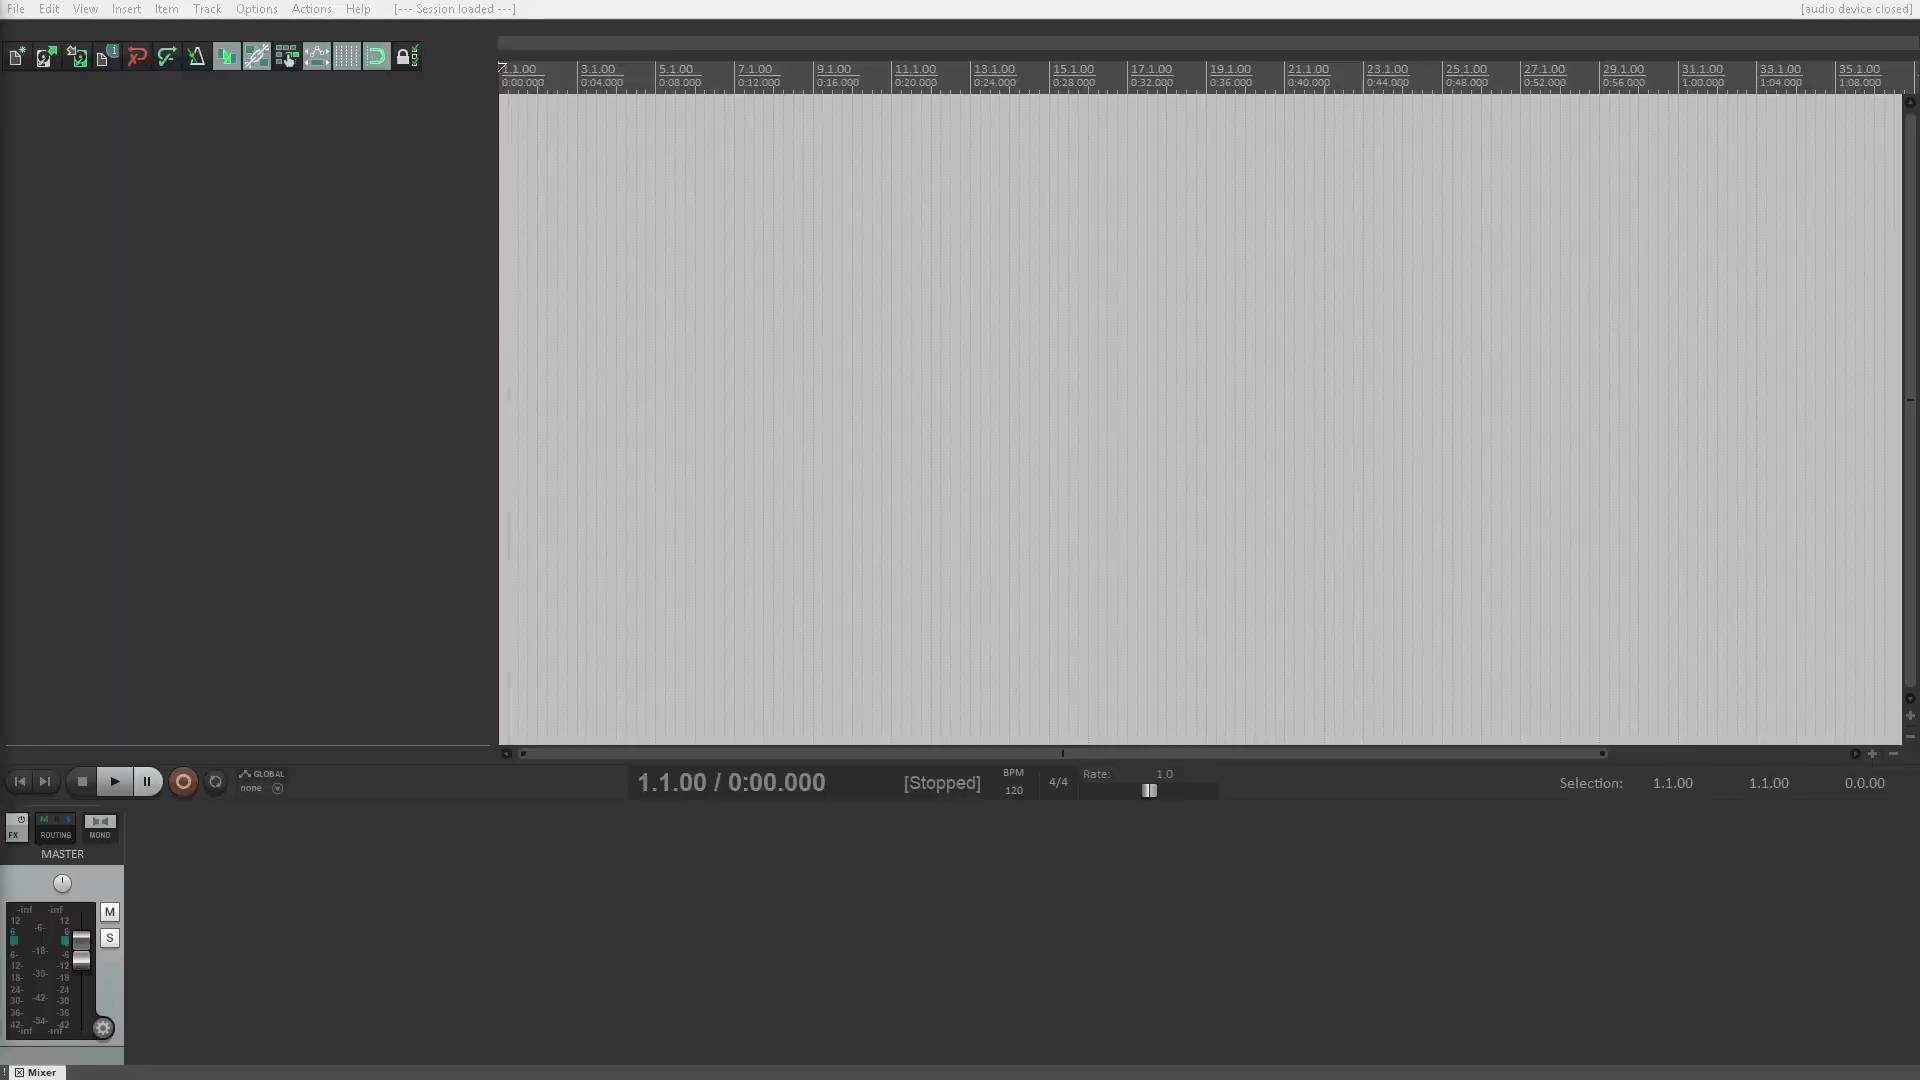 File Edit View Insert Item Track Options Actions Help [--- Session loaded ---] [audio device closed]
1.1.00 3.1.00 5.1.00 7.1.00 9.1.00 11.1.00 13.1.00 15.1.00 17.1.00 19.1.00 21.1.00 23.1.00 25.1.00 27.1.00 29.1.00 31.1.00 33.1.00 35.1.00
0:00.000 0:04.000 0:08.000 0:12.000 0:16.000 0:20.000 0:24.000 0:28.000 0:32.000 0:36.000 0:40.000 0:44.000 0:48.000 0:52.000 0:56.000 1:00.000 1:04.000 1:08.000
GLOBAL
none
1.1.00 / 0:00.000 [Stopped]
BPM
120
4/4
Rate: 1.0
Selection: 1.1.00 1.1.00 0.0.00
FX ROUTING MONO
MASTER
-inf -inf
12 12
6 -6- 6
6- -6
-18-
12- -12
18- -30- -18
24- -24
30- -42- -30
36- -36
42- -54- -42
-inf -inf
M
S
Mixer